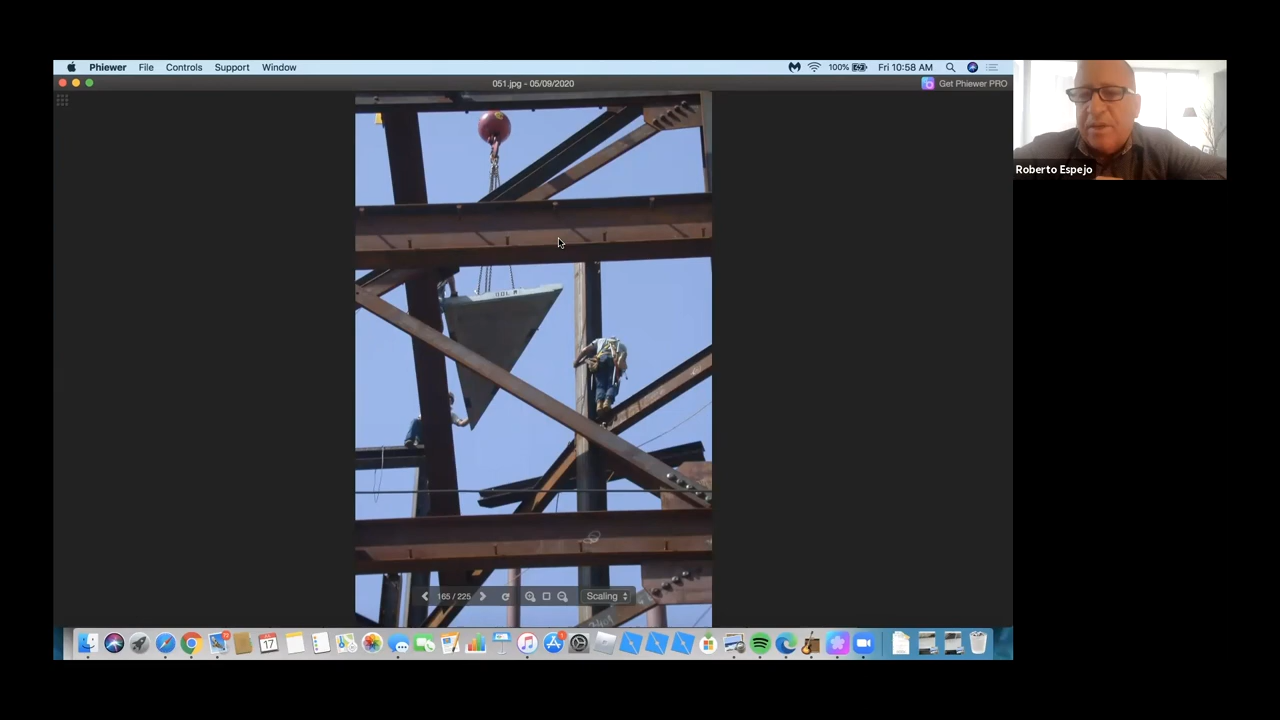 Phiewer File Controls Support Window 100% Fri 10:58 AM
051.jpg - 05/09/2020 Get Phiewer PRO
Roberto Espejo
165 / 225 Scaling
17